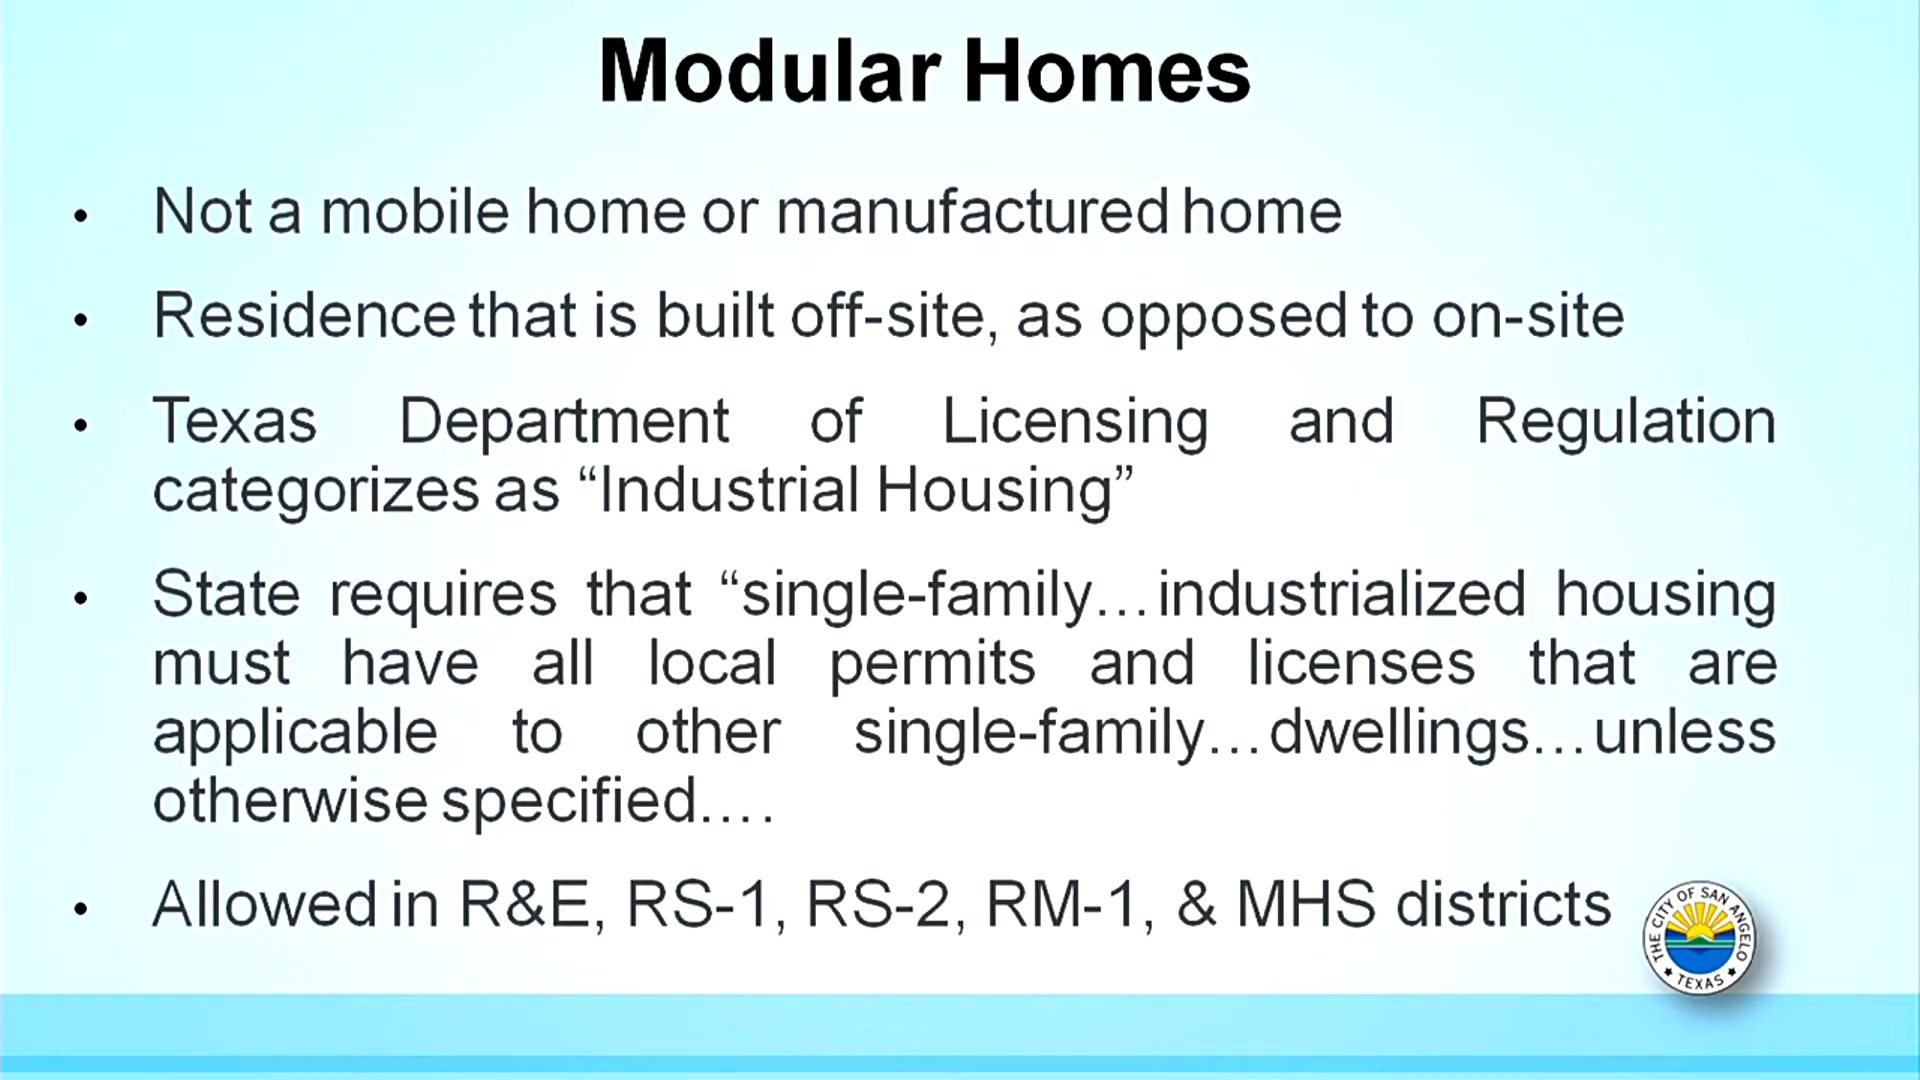 Modular Homes
• Not a mobile home or manufactured home
• Residence that is built off-site, as opposed to on-site
• Texas Department of Licensing and Regulation
categorizes as “Industrial Housing”
• State requires that “single-family…industrialized housing
must have all local permits and licenses that are
applicable to other single-family…dwellings…unless
otherwise specified….
• Allowed in R&E, RS-1, RS-2, RM-1, & MHS districts
THE CITY OF SAN ANGELO
★ TEXAS ★